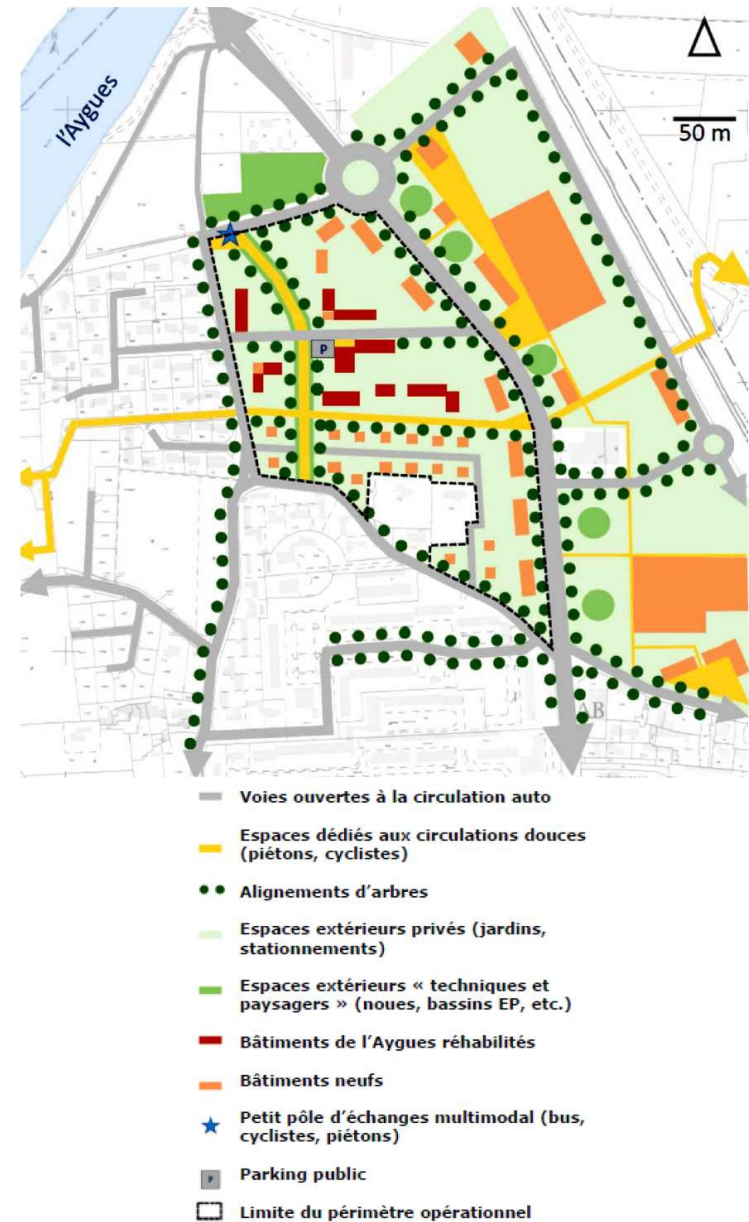 l'Aygues
50 m
P
AB
Voies ouvertes à la circulation auto
Espaces dédiés aux circulations douces
(piétons, cyclistes)
Alignements d'arbres
Espaces extérieurs privés (jardins,
stationnements)
Espaces extérieurs « techniques et
paysagers » (noues, bassins EP, etc.)
Bâtiments de l'Aygues réhabilités
Bâtiments neufs
Petit pôle d'échanges multimodal (bus,
cyclistes, piétons)
P
Parking public
Limite du périmètre opérationnel